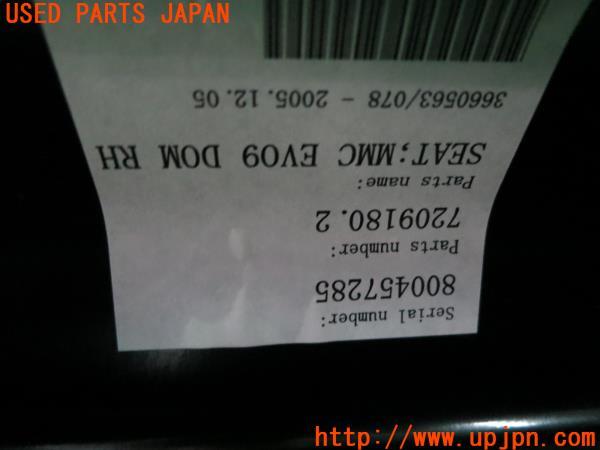 USED PARTS JAPAN
Serial number:
800457285
Parts number:
7209180.2
Parts name:
SEAT;MMC EVO9 DOM RH
3660563/078 - 2005.12.05
http://www.upjpn.com